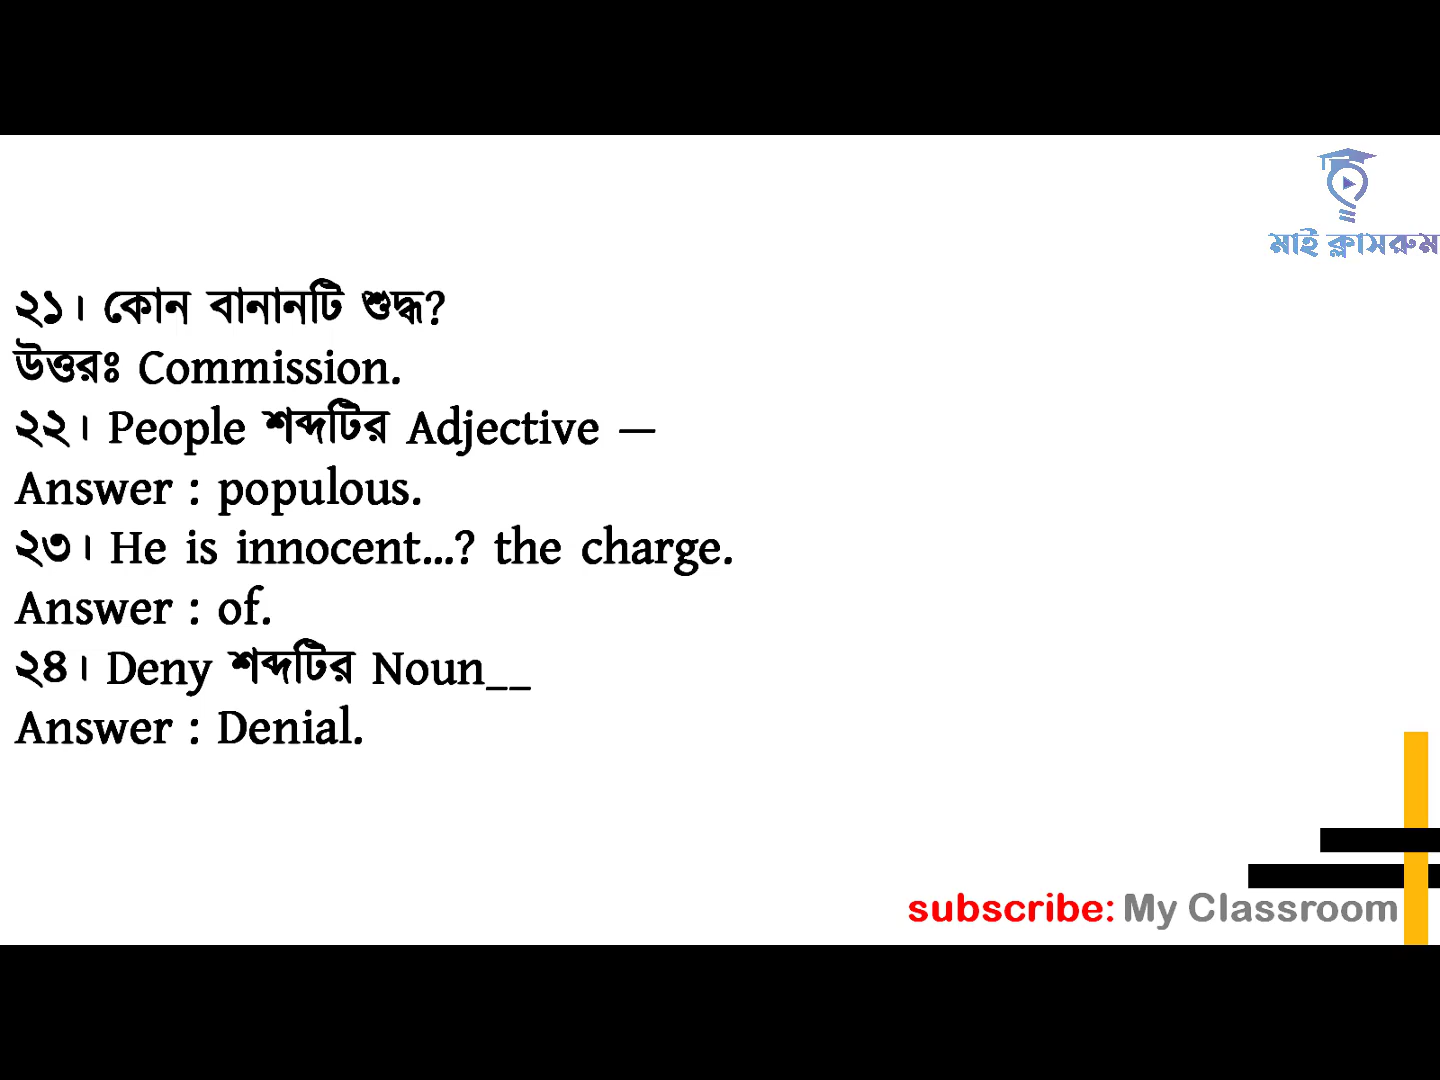 মাই ক্লাসরুম
২১। কোন বানানটি শুদ্ধ?
উত্তরঃ Commission.
২২। People শব্দটির Adjective —
Answer : populous.
২৩। He is innocent...? the charge.
Answer : of.
২৪। Deny শব্দটির Noun__
Answer : Denial.
subscribe: My Classroom